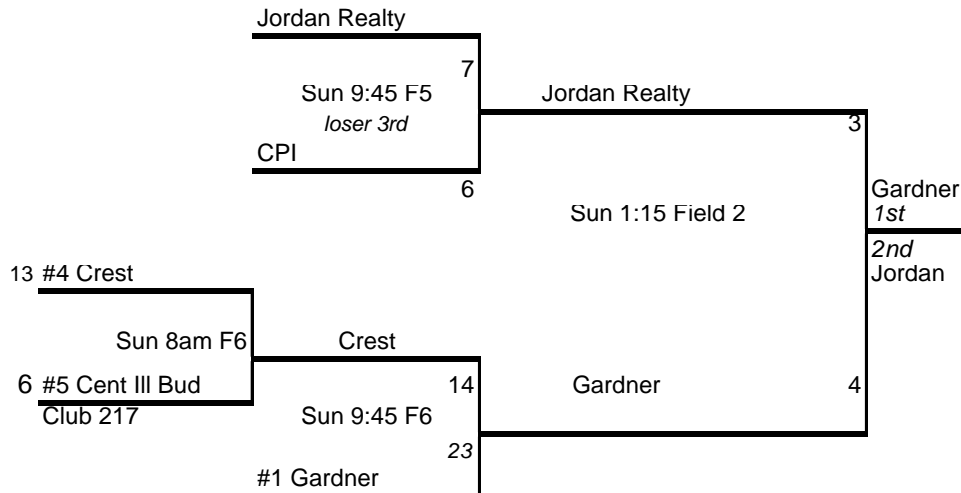 Jordan Realty
7
Sun 9:45 F5
Jordan Realty
loser 3rd
3
CPI
6
Gardner
Sun 1:15 Field 2
1st
2nd
13 #4 Crest
Jordan
Sun 8am F6
Crest
6 #5 Cent Ill Bud
14
Gardner
4
Club 217
Sun 9:45 F6
23
#1 Gardner